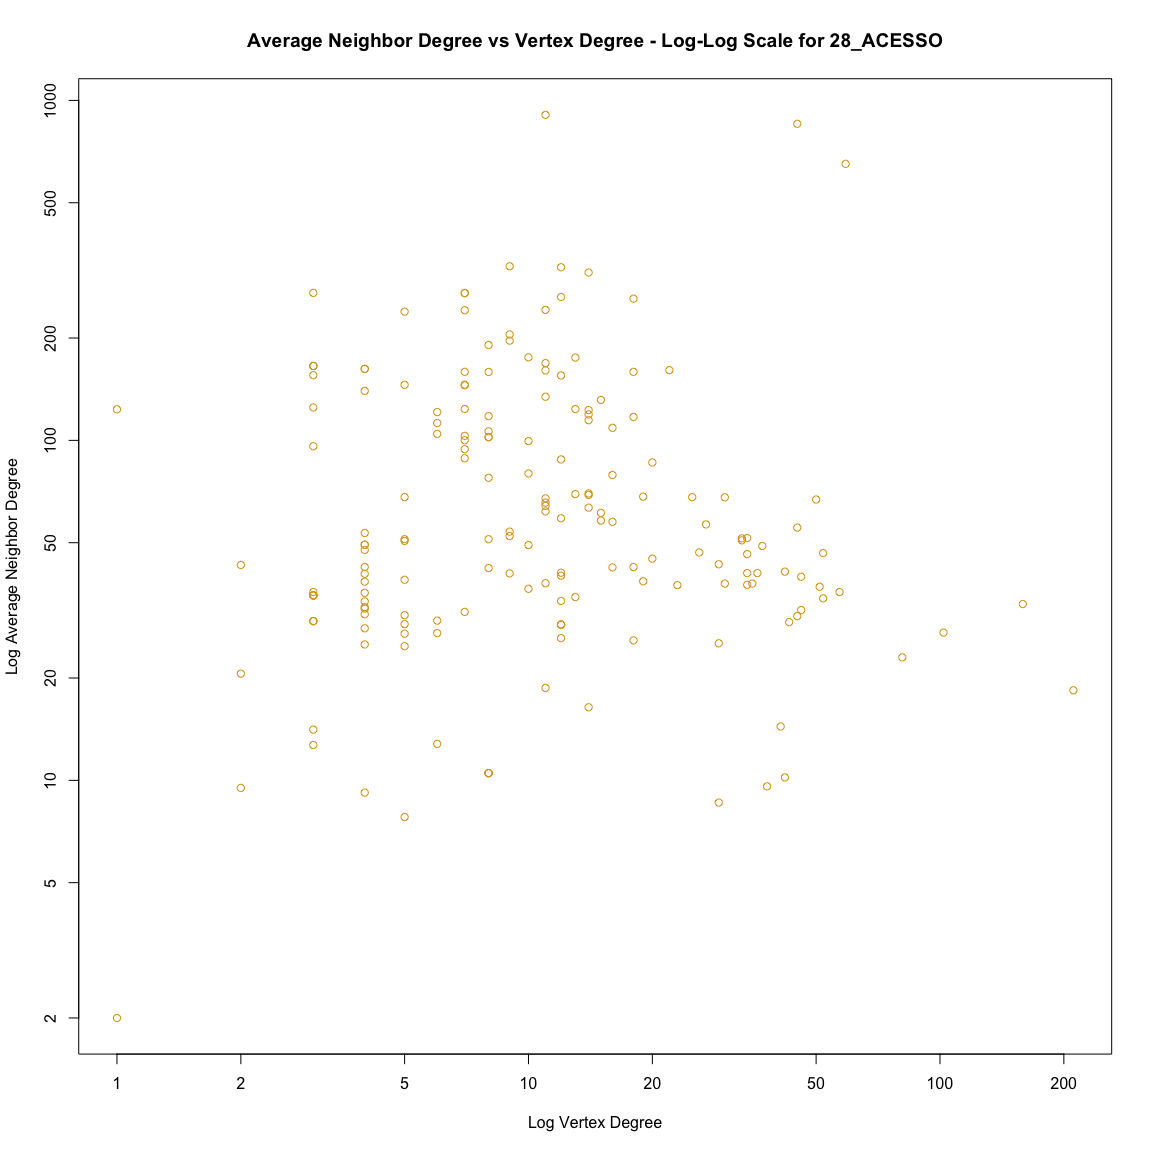 Average Neighbor Degree vs Vertex Degree - Log-Log Scale for 28_ACESSO
Log Average Neighbor Degree
1000
500
200
100
50
20
10
5
2
1 2 5 10 20 50 100 200
Log Vertex Degree